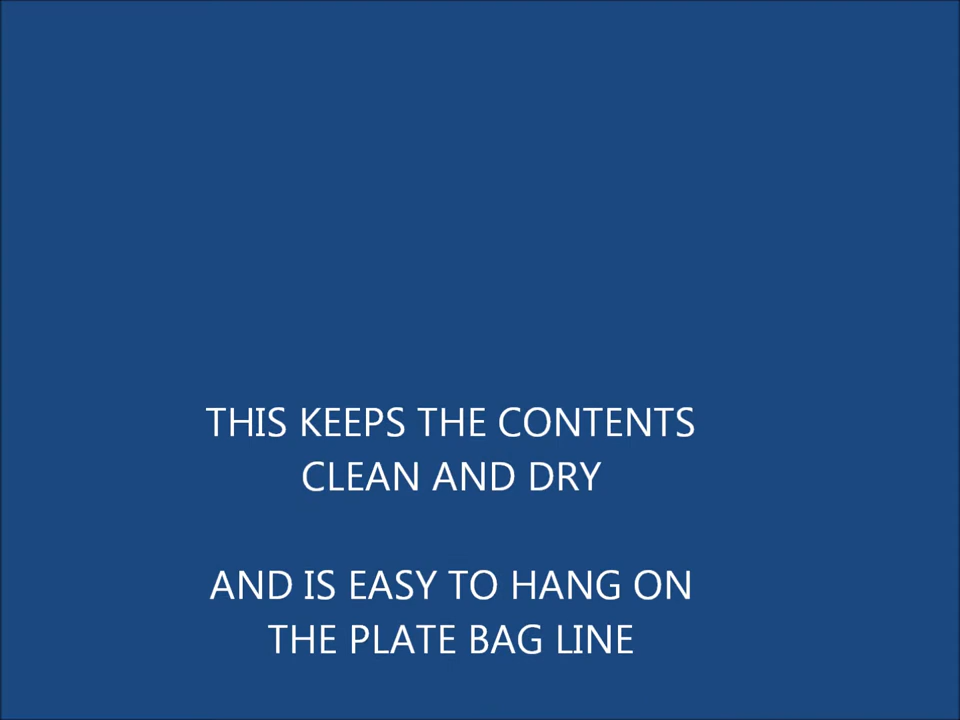 THIS KEEPS THE CONTENTS
CLEAN AND DRY
AND IS EASY TO HANG ON
THE PLATE BAG LINE